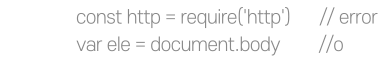 const http = require('http')    // error
var ele = document.body    //o